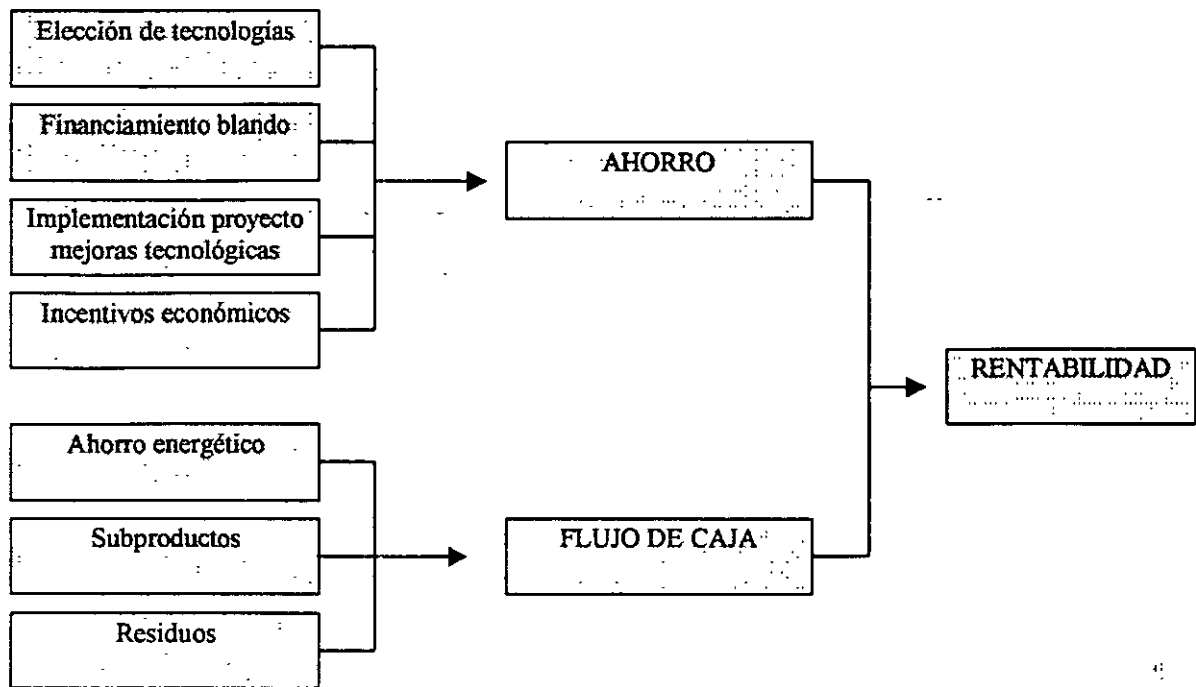 Elección de tecnologías
Financiamiento blando
Implementación proyecto
mejoras tecnológicas
Incentivos económicos
AHORRO
RENTABILIDAD
Ahorro energético
Subproductos
Residuos
FLUJO DE CAJA